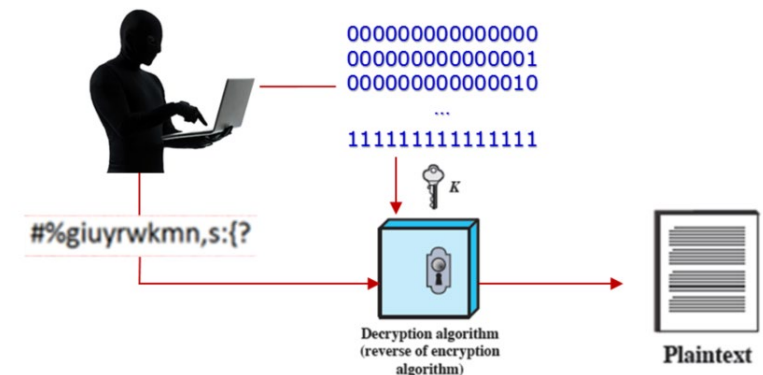 000000000000000
000000000000001
000000000000010
...
111111111111111
K
#%giuyrwkmn,s:{?
Decryption algorithm
(reverse of encryption
algorithm)
Plaintext